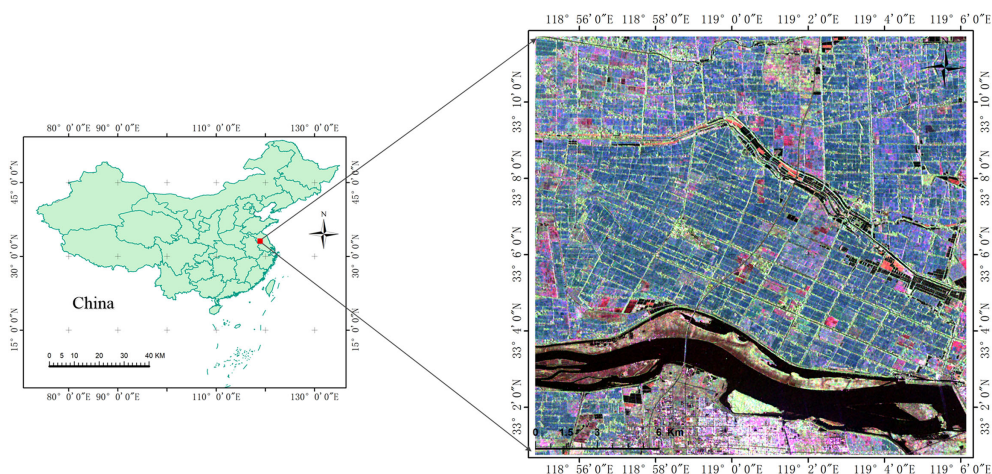 80° 0′0″E 90° 0′0″E 110° 0′0″E 130° 0′0″E
45° 0′0″N
30° 0′0″N
15° 0′0″N
N
China
0 5 10 20 30 40 KM
15° 0′0″N 30° 0′0″N 45° 0′0″N
80° 0′0″E 90° 0′0″E 110° 0′0″E 130° 0′0″E
118° 56′0″E 118° 58′0″E 119° 0′0″E 119° 2′0″E 119° 4′0″E 119° 6′0″E
33° 10′0″N
33° 8′0″N
33° 6′0″N
33° 4′0″N
33° 2′0″N
N
0 1.5 3 6 Km
33° 10′0″N
33° 8′0″N
33° 6′0″N
33° 4′0″N
33° 2′0″N
118° 56′0″E 118° 58′0″E 119° 0′0″E 119° 2′0″E 119° 4′0″E 119° 6′0″E